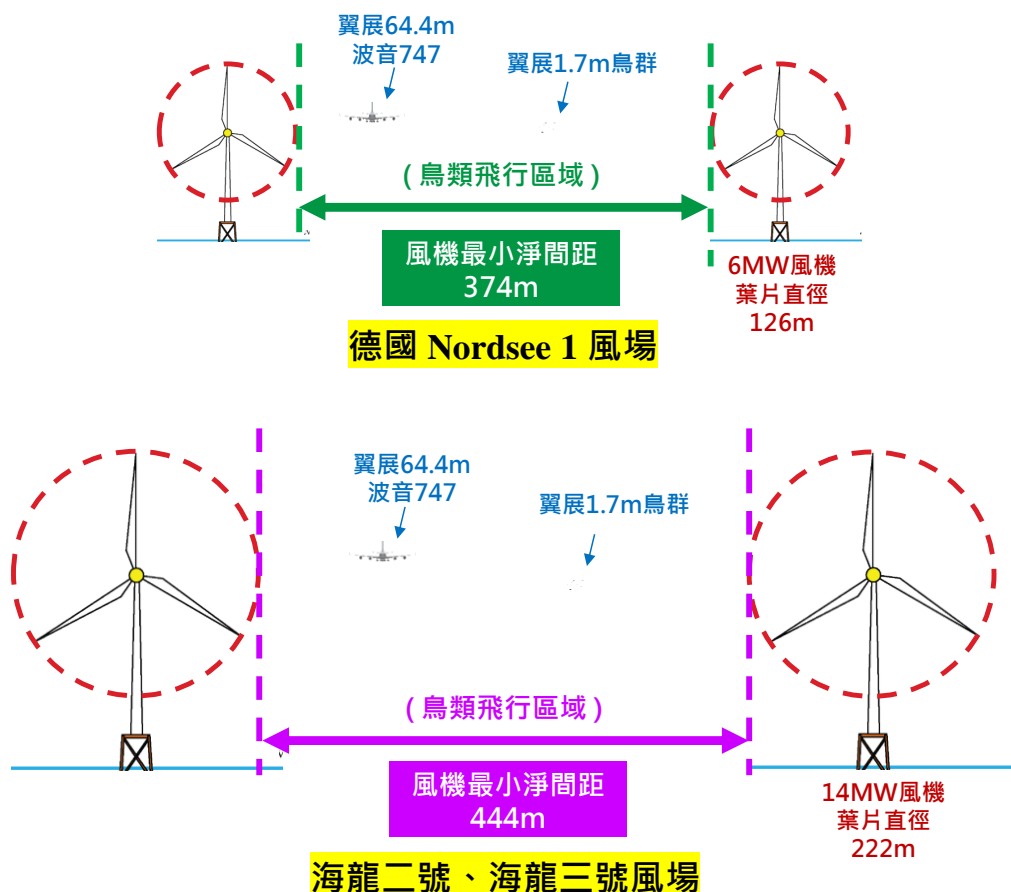 翼展64.4m
波音747
翼展1.7m鳥群
(鳥類飛行區域)
風機最小淨間距
374m
6MW風機
葉片直徑
126m
德國 Nordsee 1 風場
翼展64.4m
波音747
翼展1.7m鳥群
(鳥類飛行區域)
風機最小淨間距
444m
14MW風機
葉片直徑
222m
海龍二號、海龍三號風場